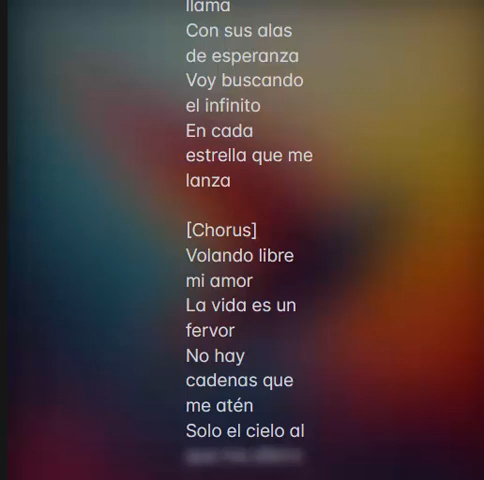 llama
Con sus alas
de esperanza
Voy buscando
el infinito
En cada
estrella que me
lanza
[Chorus]
Volando libre
mi amor
La vida es un
fervor
No hay
cadenas que
me atén
Solo el cielo al